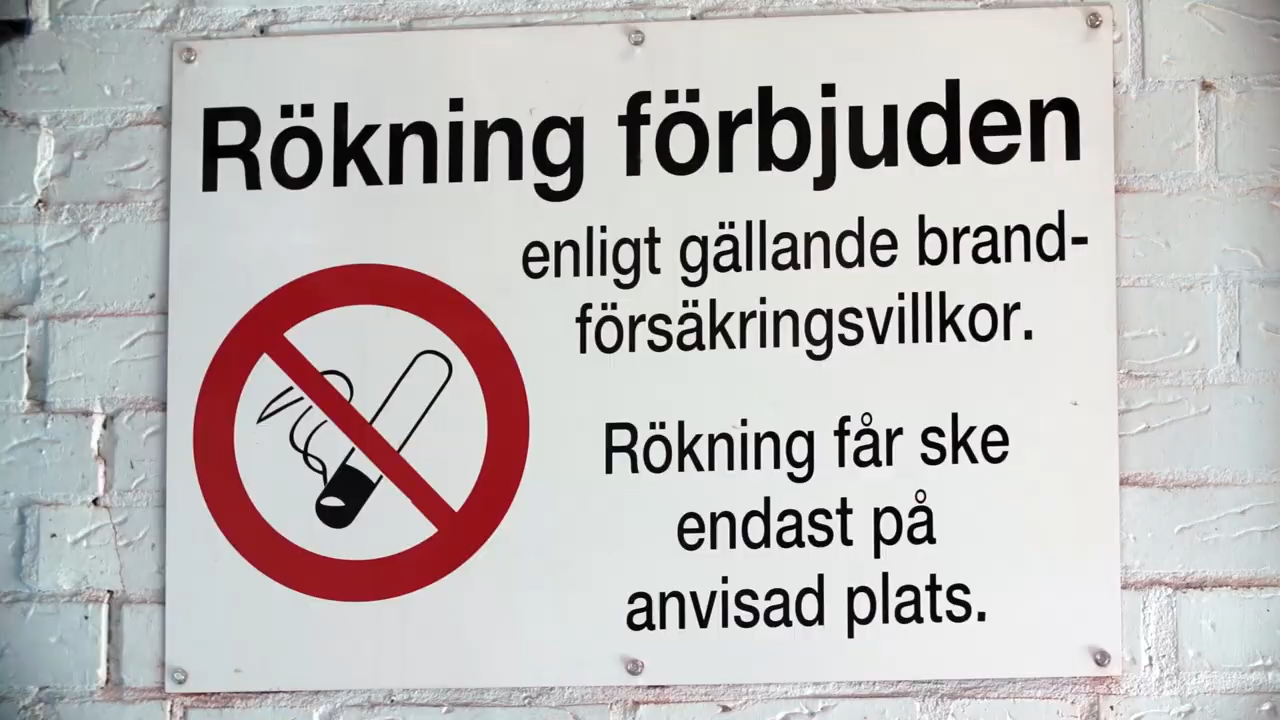 Rökning förbjuden
enligt gällande brand-
försäkringsvillkor.
Rökning får ske
endast på
anvisad plats.